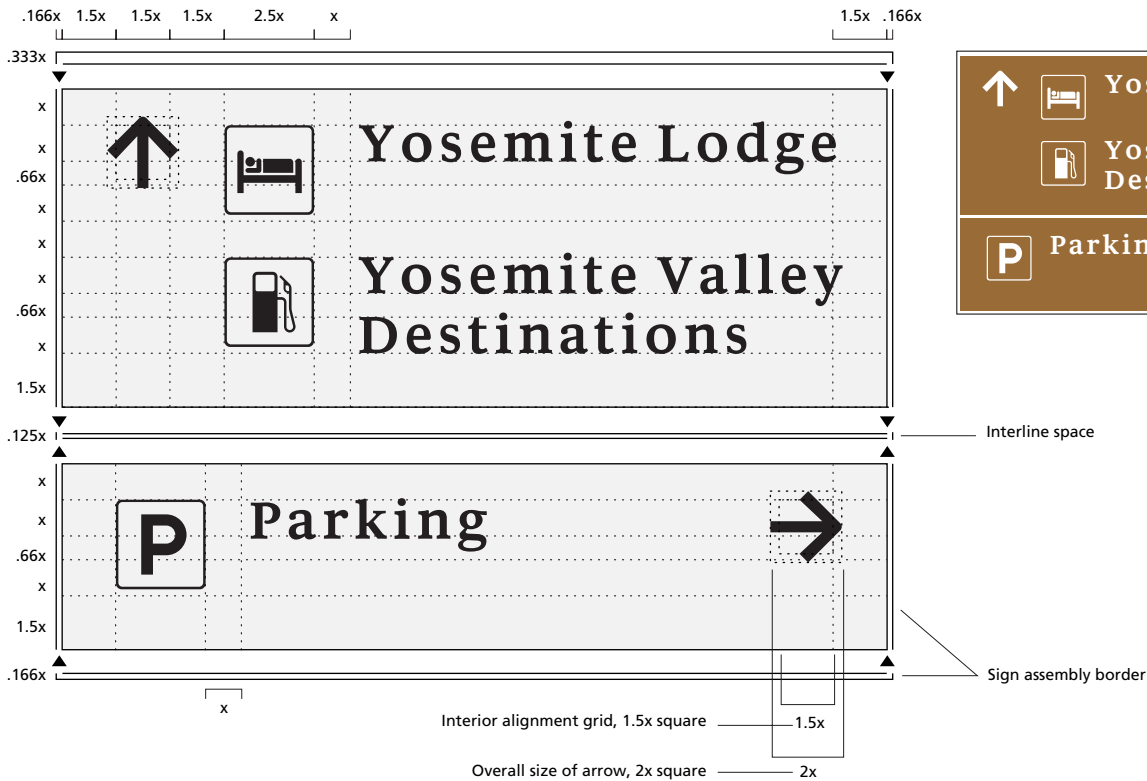 .166x 1.5x 1.5x 1.5x 2.5x x 1.5x .166x
.333x
x
x
.66x
x
x
x
.66x
x
1.5x
Yosemite Lodge
Yosemite Valley
Destinations
.125x
Interline space
x
x
.66x
x
1.5x
P
Parking
.166x
Sign assembly border
x
Interior alignment grid, 1.5x square
1.5x
Overall size of arrow, 2x square
2x
P